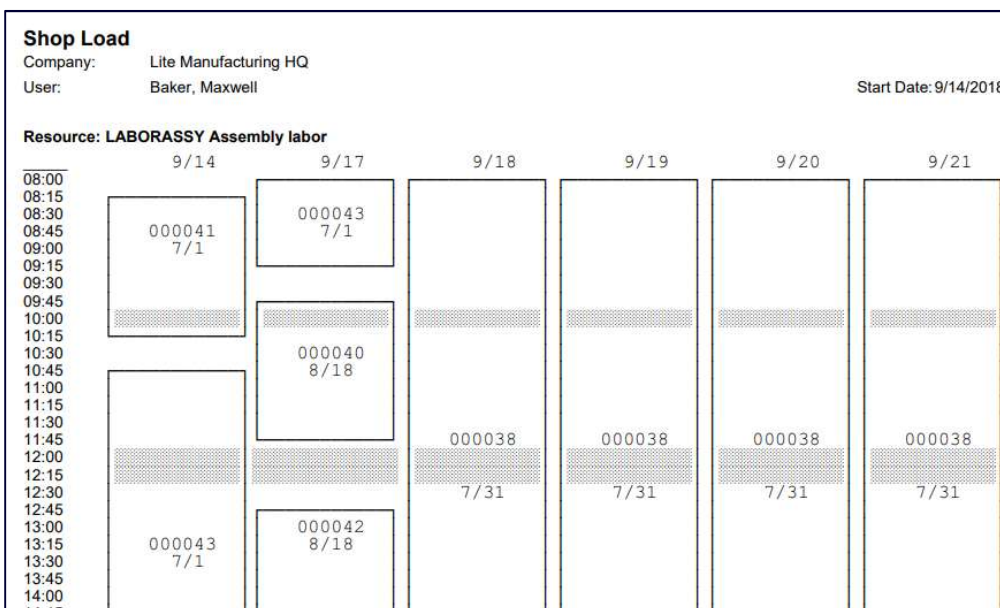 Shop Load
Company: Lite Manufacturing HQ
User: Baker, Maxwell Start Date: 9/14/2018
Resource: LABORASSY Assembly labor
9/14 9/17 9/18 9/19 9/20 9/21
08:00
08:15
08:30 000043
08:45 000041 7/1
09:00 7/1
09:15
09:30
09:45
10:00
10:15
10:30 000040
10:45 8/18
11:00
11:15
11:30
11:45 000038 000038 000038 000038
12:00
12:15
12:30 7/31 7/31 7/31 7/31
12:45
13:00 000042
13:15 000043 8/18
13:30 7/1
13:45
14:00